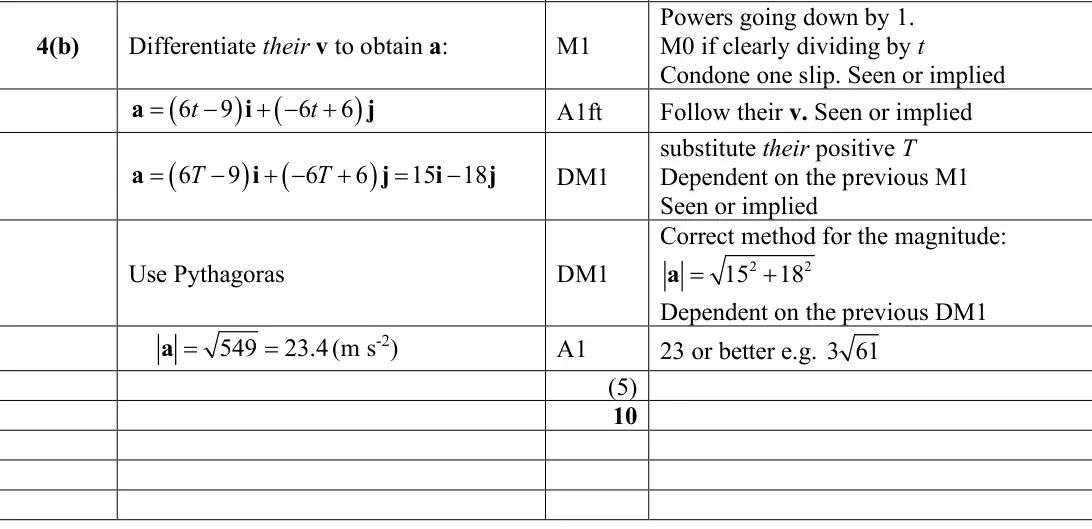 4(b) Differentiate their v to obtain a: M1 Powers going down by 1.
M0 if clearly dividing by t
Condone one slip. Seen or implied
a = (6t − 9)i + (−6t + 6)j A1ft Follow their v. Seen or implied
a = (6T − 9)i + (−6T + 6)j = 15i − 18j DM1 substitute their positive T
Dependent on the previous M1
Seen or implied
Use Pythagoras DM1 Correct method for the magnitude:
|a| = √15² + 18²
Dependent on the previous DM1
|a| = √549 = 23.4 (m s⁻²) A1 23 or better e.g. 3√61
(5)
10